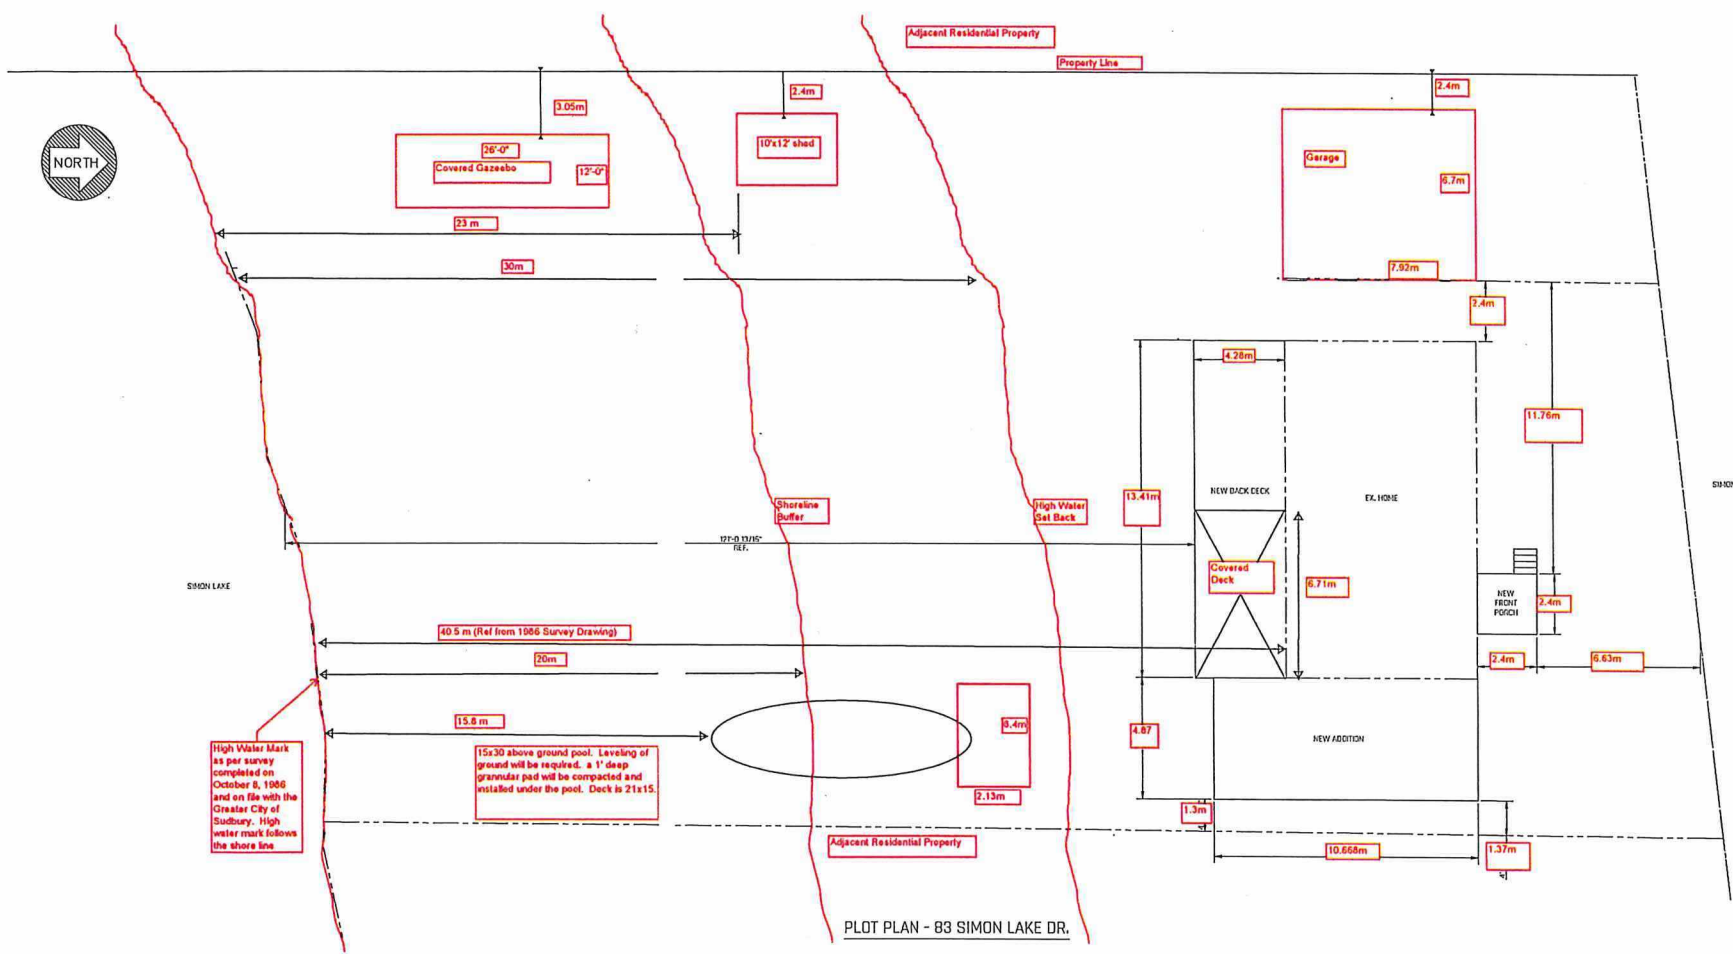 Adjacent Residential Property
Property Line
3.05m
2.4m
2.4m
NORTH
26'-0"
Covered Gazeebo
12'-0"
10'x12' shed
Garage
6.7m
23 m
30m
7.92m
2.4m
4.28m
11.76m
13.41m
NEW BACK DECK
EX. HOME
Shoreline
Buffer
High Water
Set Back
REF.
SIMON LAKE
Covered
Deck
6.71m
NEW
FRONT
PORCH
2.4m
40.5 m (Ref from 1986 Survey Drawing)
20m
2.4m
6.63m
15.8 m
4.87
NEW ADDITION
High Water Mark
as per survey
completed on
October 8, 1986
and on file with the
Greater City of
Sudbury. High
water mark follows
the shore line
15x30 above ground pool. Leveling of
ground will be required. a 1' deep
grannular pad will be compacted and
installed under the pool. Deck is 21x15.
2.13m
1.3m
Adjacent Residential Property
10.668m
1.37m
PLOT PLAN - 83 SIMON LAKE DR.